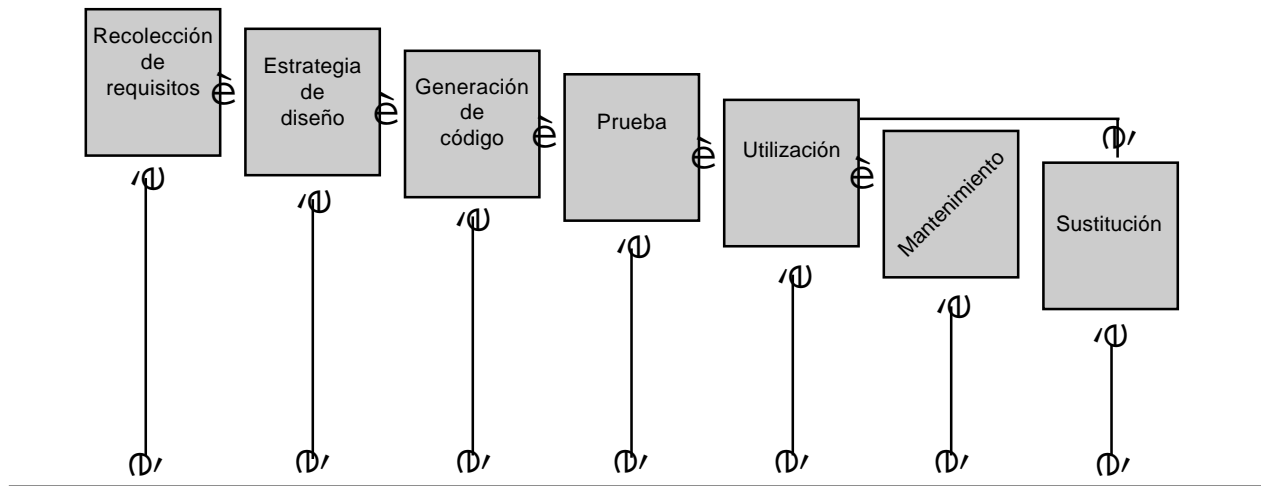 Recolección
de
requisitos
é
Estrategia
de
diseño
é
Generación
de
código
é
Prueba
é
Utilización
é
Mantenimiento
é
Sustitución
é
é
é
é
é
é
é
é
é
é
é
é
é
é